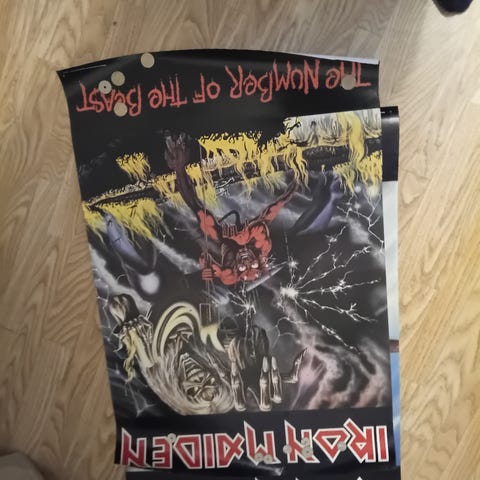 IRON MAIDEN
THE NUMBER OF THE BEAST